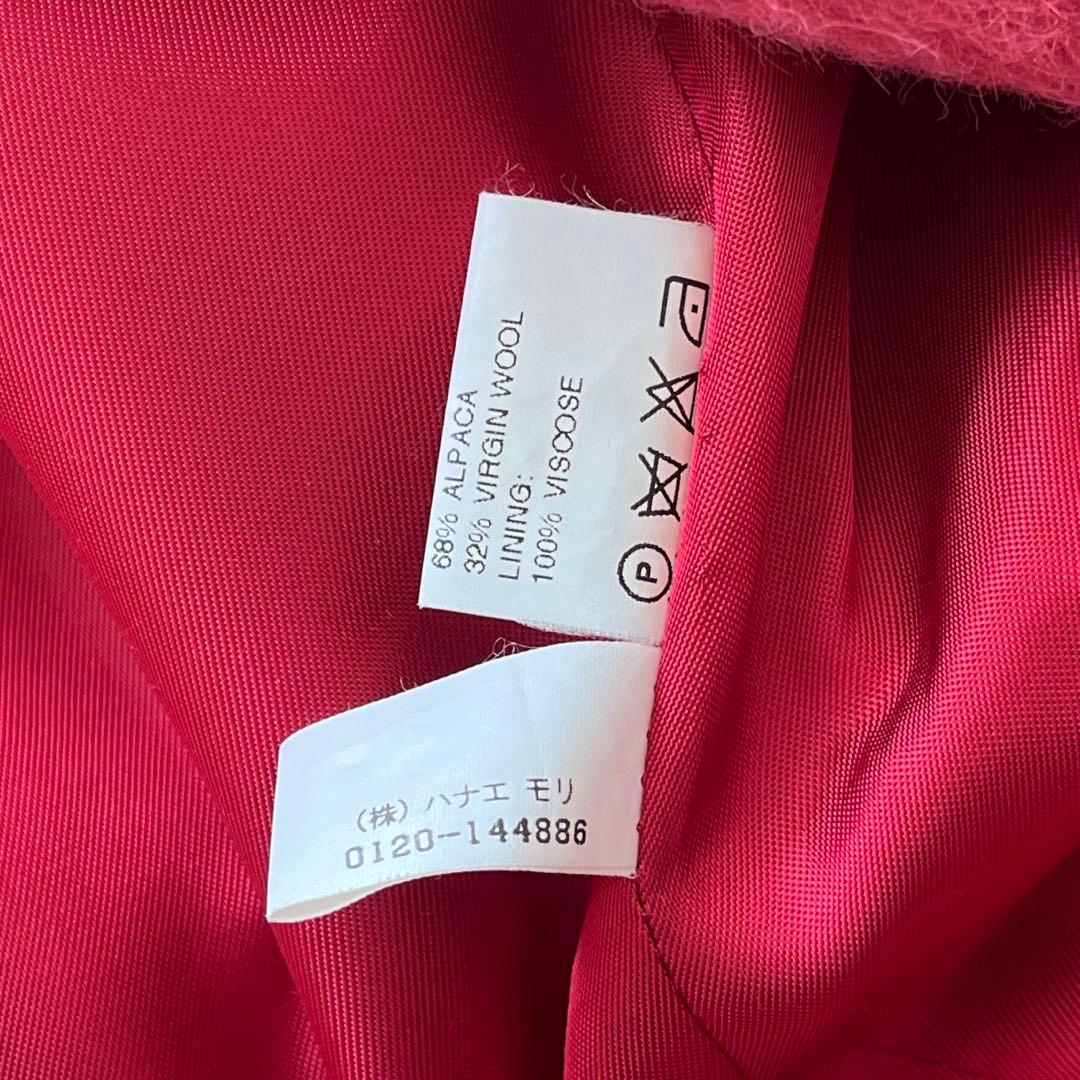 68% ALPACA
32% VIRGIN WOOL
LINING:
100% VISCOSE
P
（株）ハナエ モリ
0120-144886